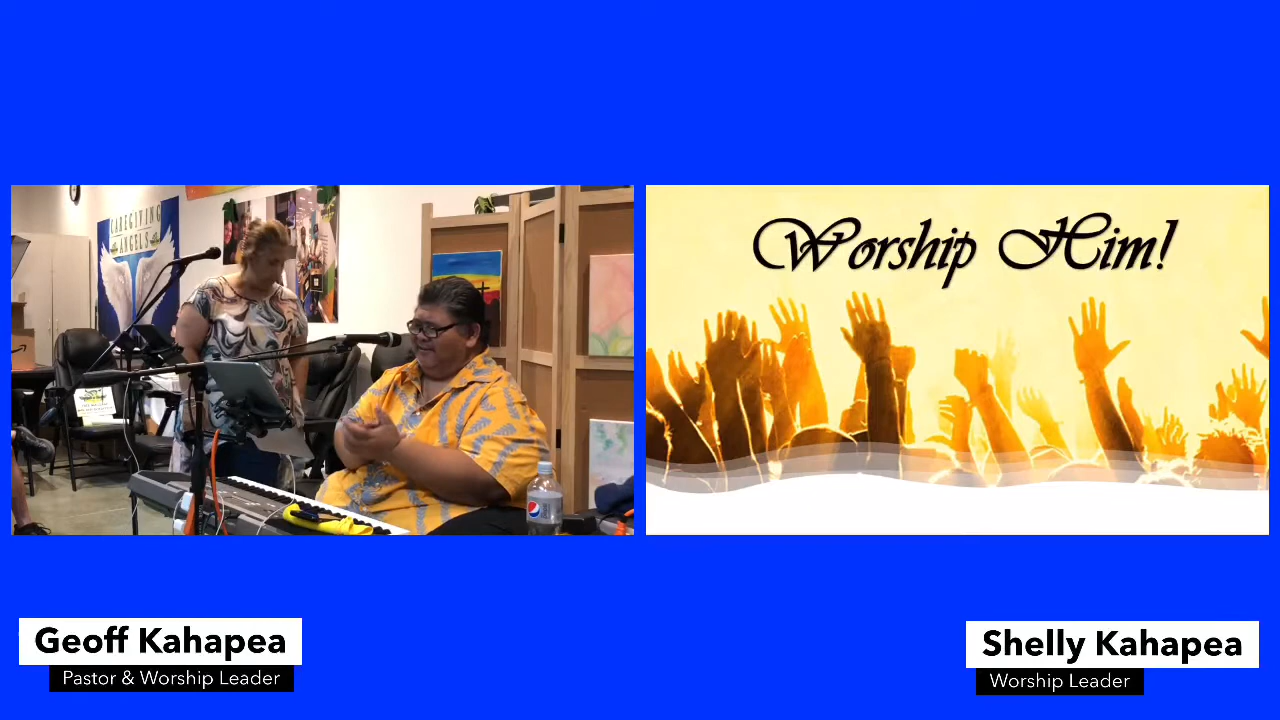 CAREGIVING
ANGELS
Worship Him!
Geoff Kahapea
Pastor & Worship Leader
Shelly Kahapea
Worship Leader